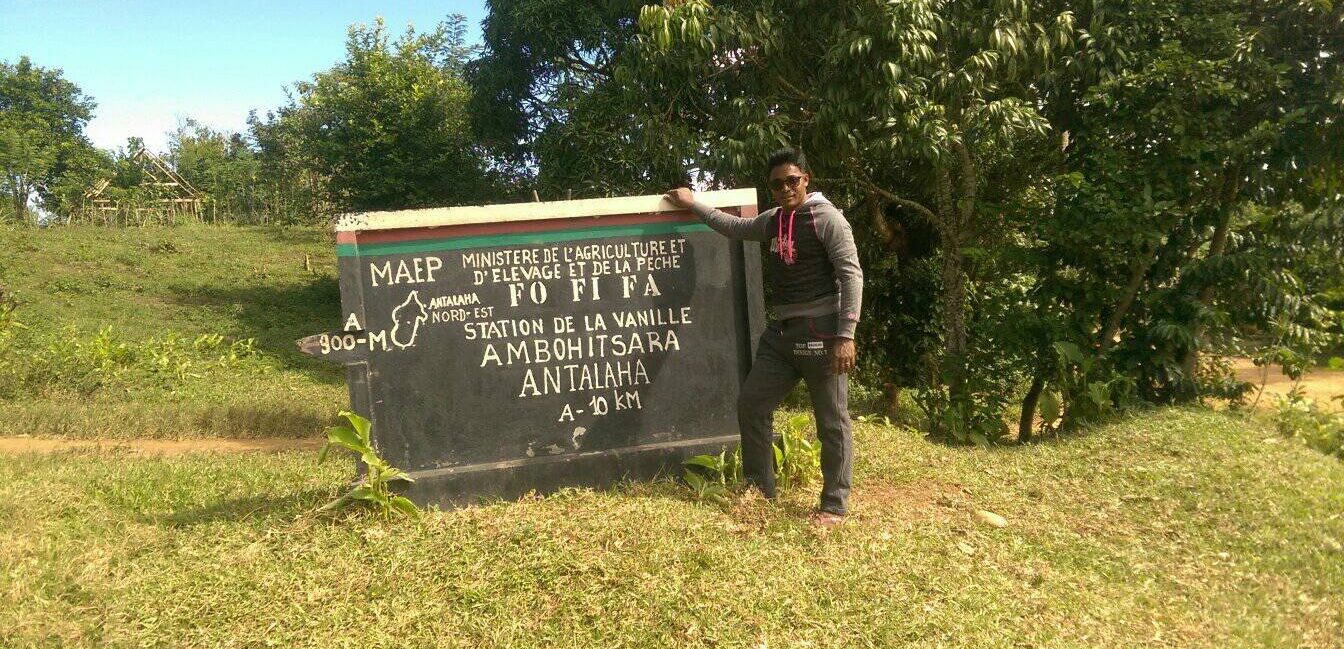 MAEP
MINISTERE DE L'AGRICULTURE ET
D'ELEVAGE ET DE LA PÊCHE
FO FI FA
ANTALAHA
NORD-EST
STATION DE LA VANILLE
A
900-M
AMBOHITSARA
ANTALAHA
A-10 KM